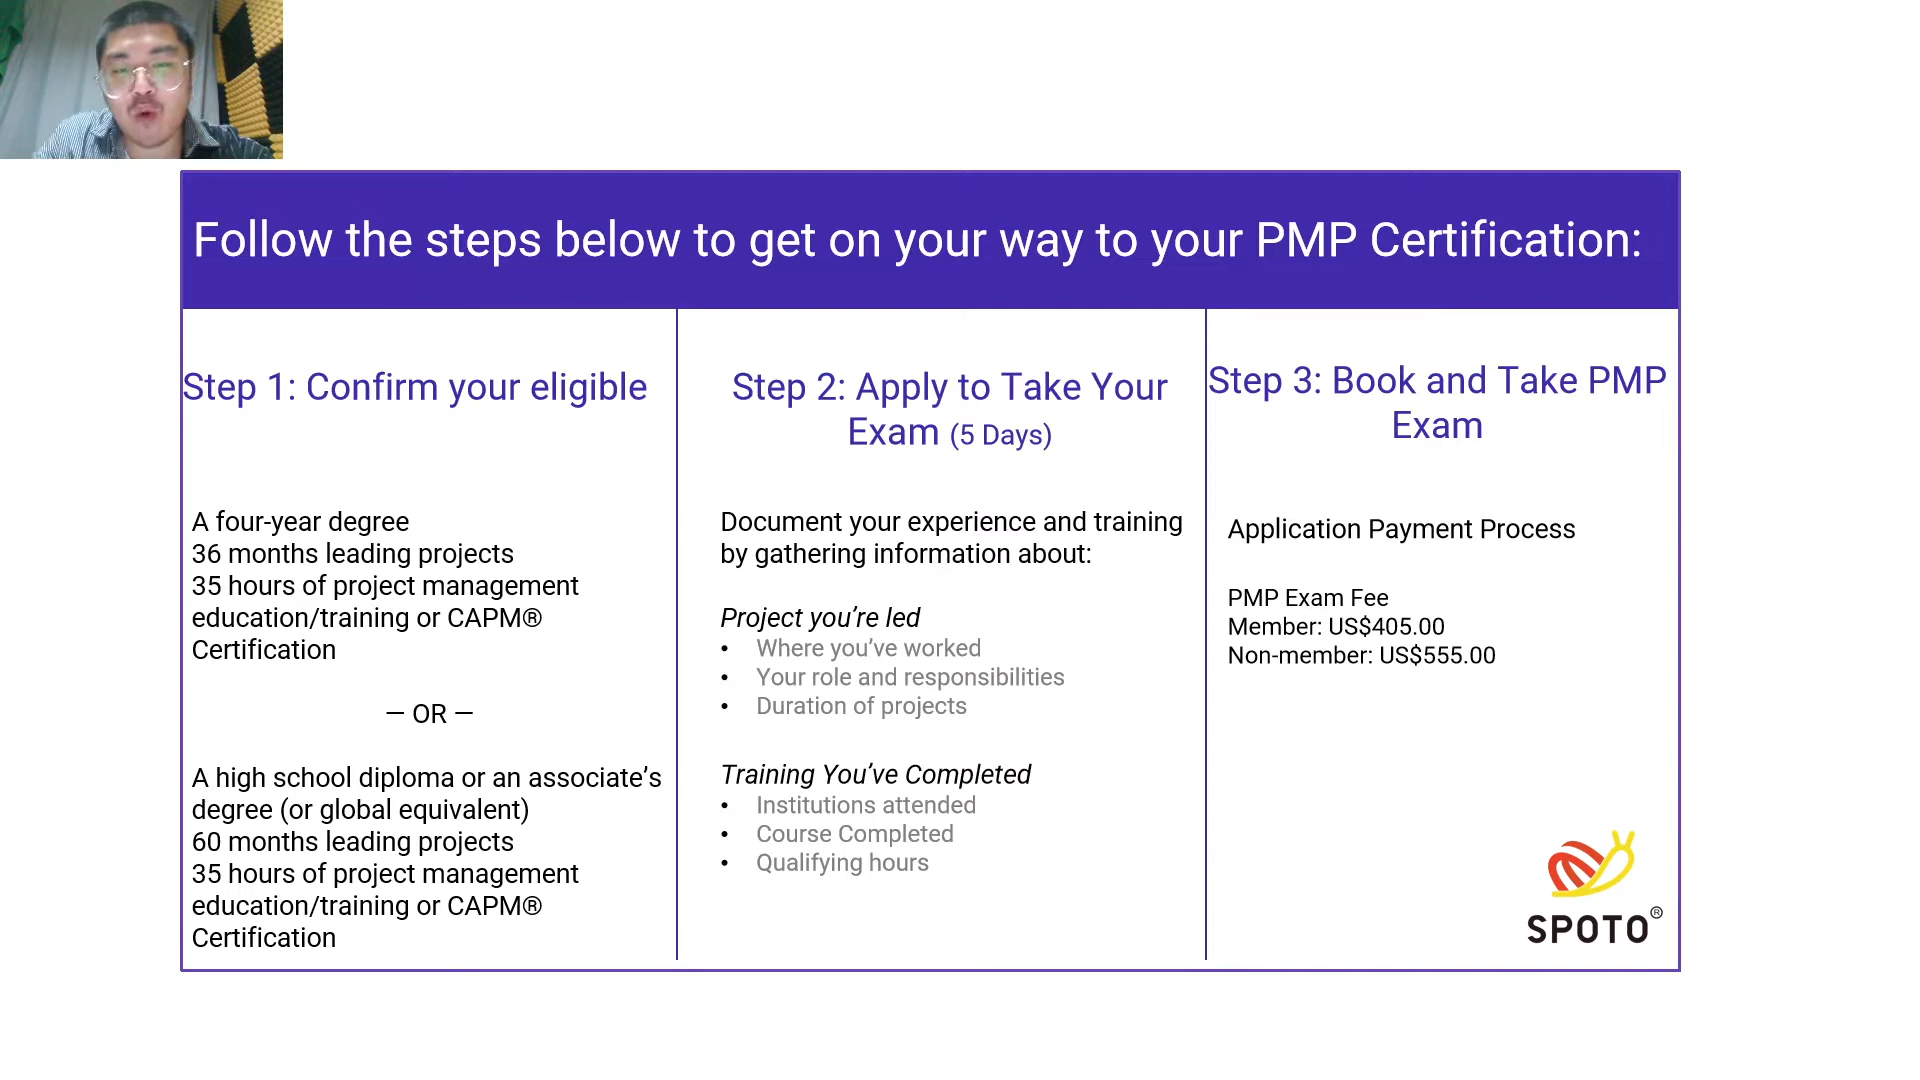 Follow the steps below to get on your way to your PMP Certification:
Step 1: Confirm your eligible
A four-year degree
36 months leading projects
35 hours of project management
education/training or CAPM®
Certification
— OR —
A high school diploma or an associate's
degree (or global equivalent)
60 months leading projects
35 hours of project management
education/training or CAPM®
Certification
Step 2: Apply to Take Your
Exam (5 Days)
Document your experience and training
by gathering information about:
Project you’re led
• Where you’ve worked
• Your role and responsibilities
• Duration of projects
Training You’ve Completed
• Institutions attended
• Course Completed
• Qualifying hours
Step 3: Book and Take PMP
Exam
Application Payment Process
PMP Exam Fee
Member: US$405.00
Non-member: US$555.00
SPOTO®